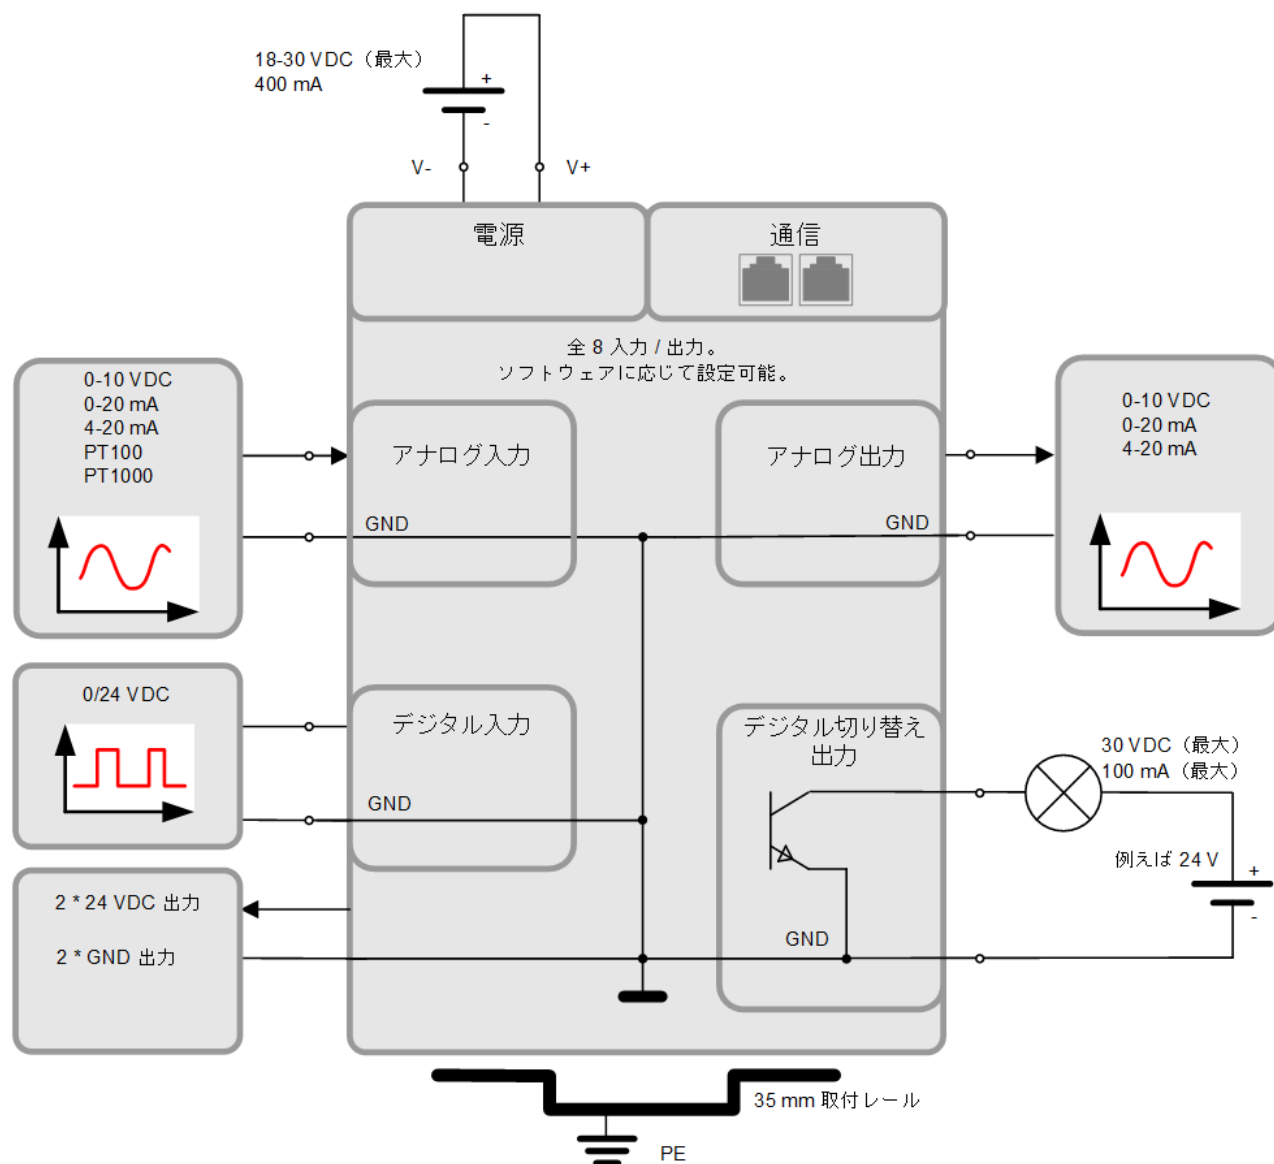 18-30 VDC（最大）
400 mA
+
-
V-
V+
電源
通信
全 8 入力 / 出力。
ソフトウェアに応じて設定可能。
0-10 VDC
0-20 mA
4-20 mA
PT100
PT1000
アナログ入力
GND
アナログ出力
GND
0-10 VDC
0-20 mA
4-20 mA
0/24 VDC
デジタル入力
GND
デジタル切り替え
出力
GND
30 VDC（最大）
100 mA（最大）
例えば 24 V
+
-
2 * 24 VDC 出力
2 * GND 出力
35 mm 取付レール
PE